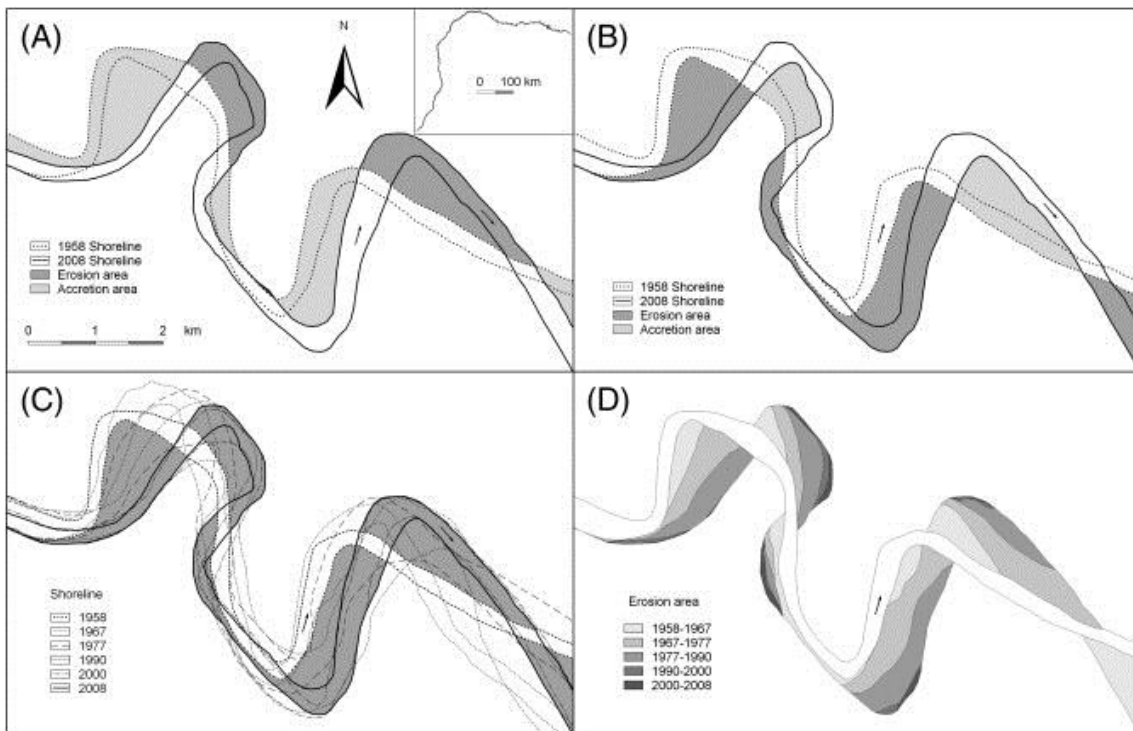 (A)
N
0 100 km
1958 Shoreline
2008 Shoreline
Erosion area
Accretion area
0 1 2 km
(B)
1958 Shoreline
2008 Shoreline
Erosion area
Accretion area
(C)
Shoreline
1958
1967
1977
1990
2000
2008
(D)
Erosion area
1958-1967
1967-1977
1977-1990
1990-2000
2000-2008